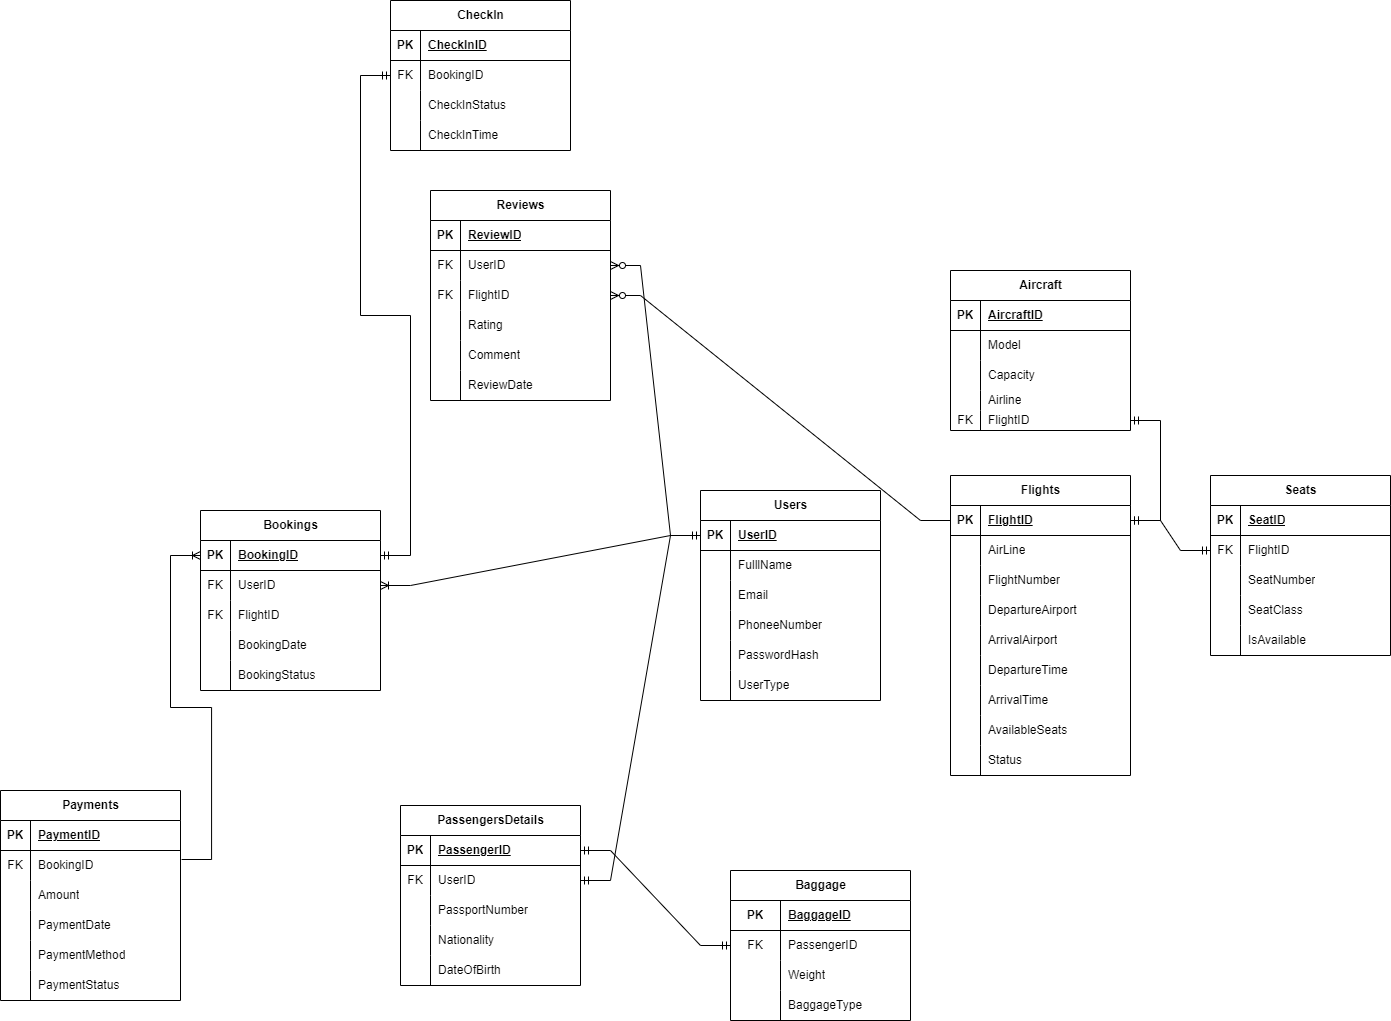 CheckIn
PK CheckInID
FK BookingID
CheckInStatus
CheckInTime
Reviews
PK ReviewID
FK UserID
FK FlightID
Rating
Comment
ReviewDate
Aircraft
PK AircraftID
Model
Capacity
Airline
FK FlightID
Bookings
PK BookingID
FK UserID
FK FlightID
BookingDate
BookingStatus
Users
PK UserID
FulllName
Email
PhoneeNumber
PasswordHash
UserType
Flights
PK FlightID
AirLine
FlightNumber
DepartureAirport
ArrivalAirport
DepartureTime
ArrivalTime
AvailableSeats
Status
Seats
PK SeatID
FK FlightID
SeatNumber
SeatClass
IsAvailable
Payments
PK PaymentID
FK BookingID
Amount
PaymentDate
PaymentMethod
PaymentStatus
PassengersDetails
PK PassengerID
FK UserID
PassportNumber
Nationality
DateOfBirth
Baggage
PK BaggageID
FK PassengerID
Weight
BaggageType